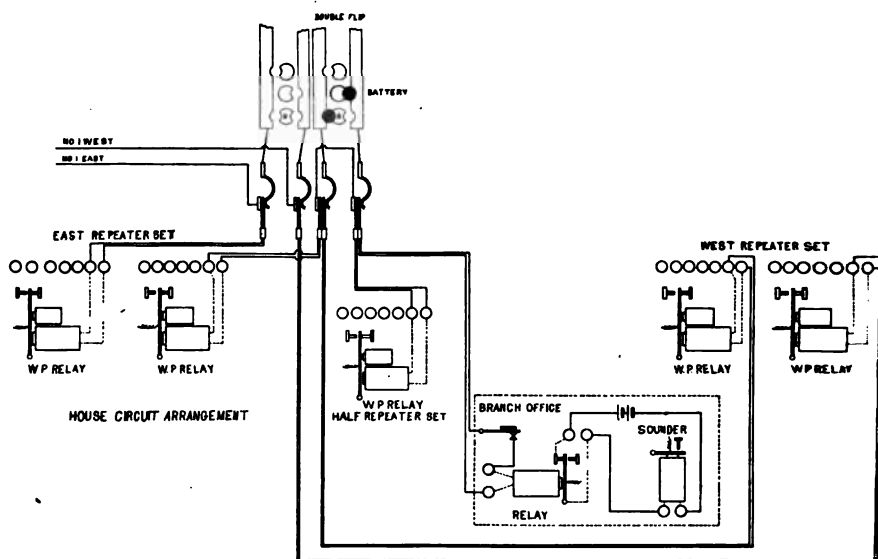 DOUBLE FLIP
BATTERY
NO 1 WEST
NO 1 EAST
EAST REPEATER SET
WEST REPEATER SET
W.P. RELAY
W.P. RELAY
W.P. RELAY
HALF REPEATER SET
W.P. RELAY
W.P. RELAY
HOUSE CIRCUIT ARRANGEMENT
BRANCH OFFICE
SOUNDER
RELAY